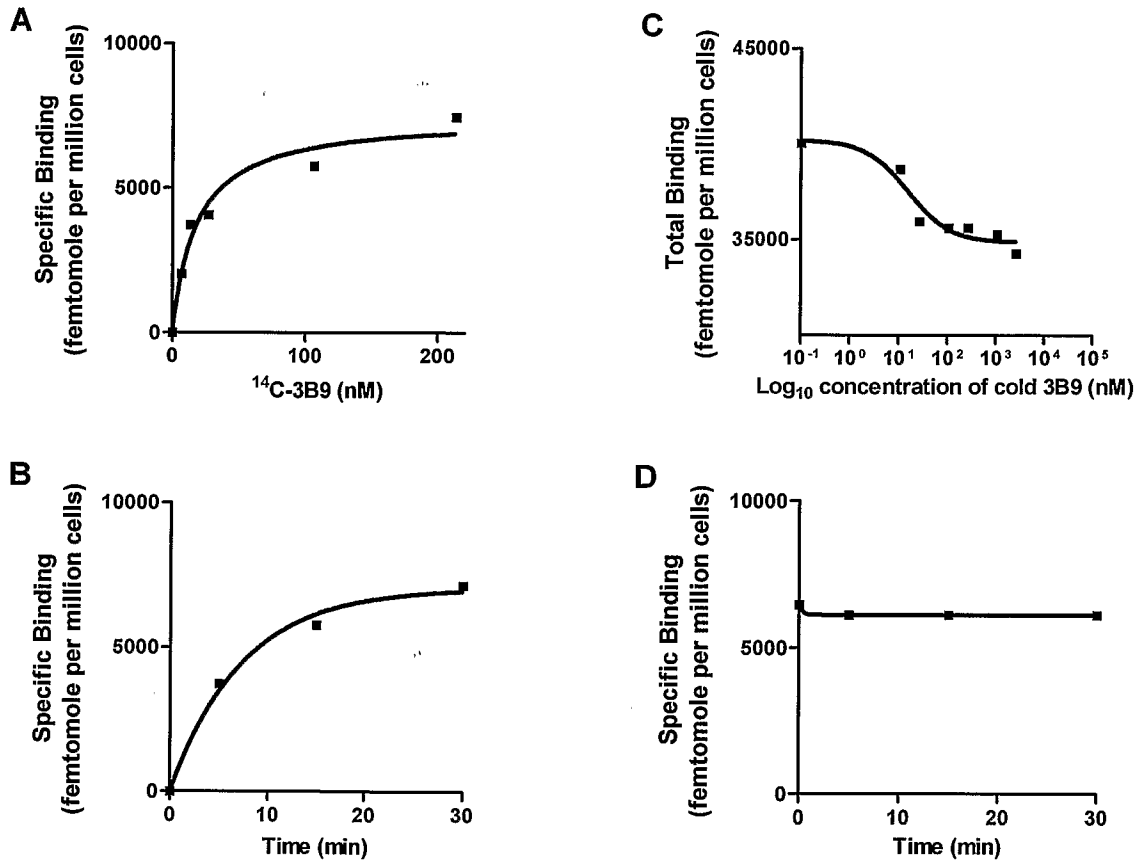 A
10000
5000
0
Specific Binding
(femtomole per million cells)
0 100 200
¹⁴C-3B9 (nM)
B
10000
5000
0
Specific Binding
(femtomole per million cells)
0 10 20 30
Time (min)
C
45000
35000
Total Binding
(femtomole per million cells)
10⁻¹ 10⁰ 10¹ 10² 10³ 10⁴ 10⁵
Log₁₀ concentration of cold 3B9 (nM)
D
10000
5000
0
Specific Binding
(femtomole per million cells)
0 10 20 30
Time (min)